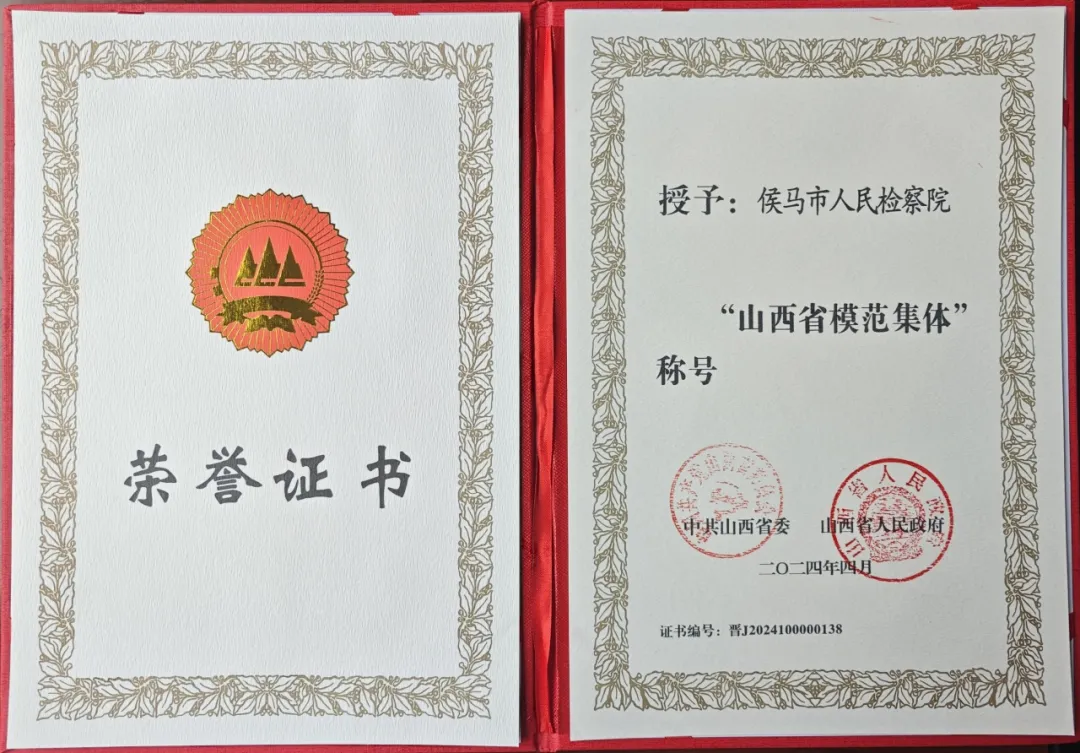 荣誉证书
授予：侯马市人民检察院
“山西省模范集体”
称号
中共山西省委 山西省人民政府
二〇二四年四月
证书编号：晋J2024100000138